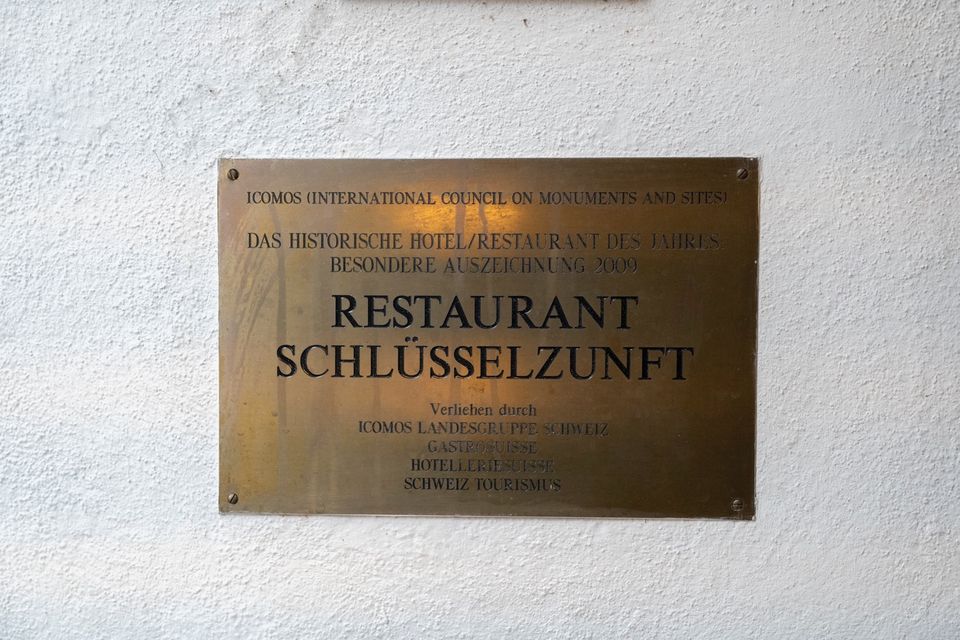 ICOMOS (INTERNATIONAL COUNCIL ON MONUMENTS AND SITES)
DAS HISTORISCHE HOTEL/RESTAURANT DES JAHRES
BESONDERE AUSZEICHNUNG 2009
RESTAURANT
SCHLÜSSELZUNFT
Verliehen durch
ICOMOS LANDESGRUPPE SCHWEIZ
GASTROSUISSE
HOTELLERIESUISSE
SCHWEIZ TOURISMUS